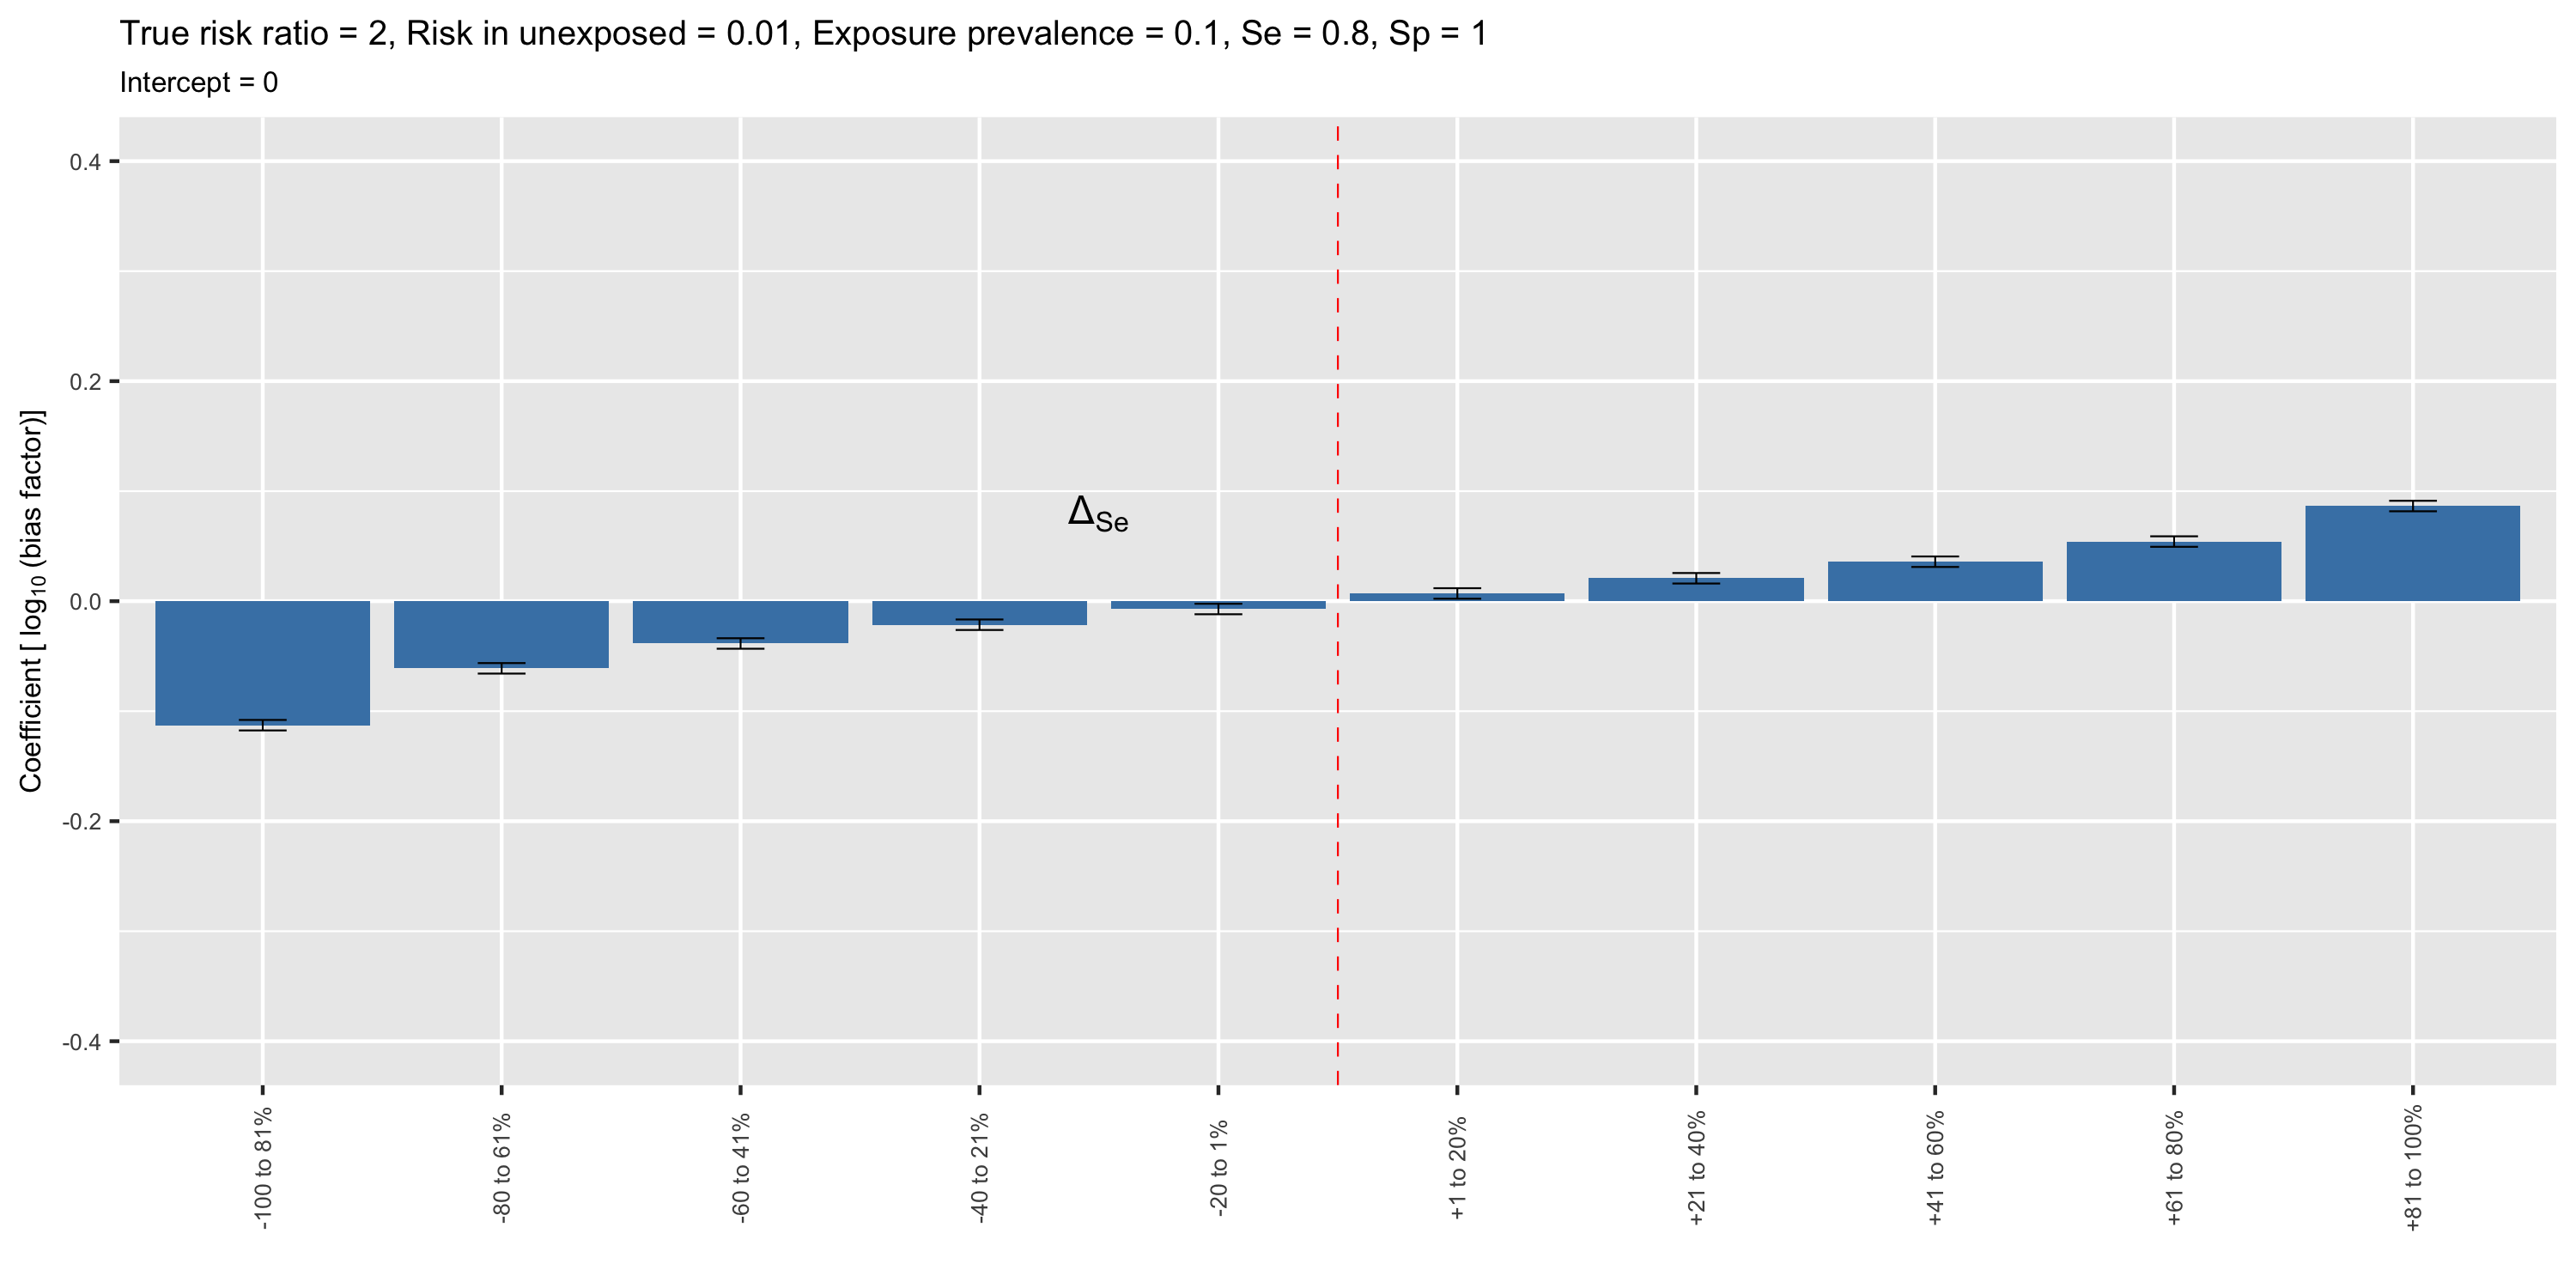 True risk ratio = 2, Risk in unexposed = 0.01, Exposure prevalence = 0.1, Se = 0.8, Sp = 1
Intercept = 0
Coefficient [ log10 (bias factor)]
0.4
0.2
0.0
-0.2
-0.4
ΔSe
-100 to 81%
-80 to 61%
-60 to 41%
-40 to 21%
-20 to 1%
+1 to 20%
+21 to 40%
+41 to 60%
+61 to 80%
+81 to 100%